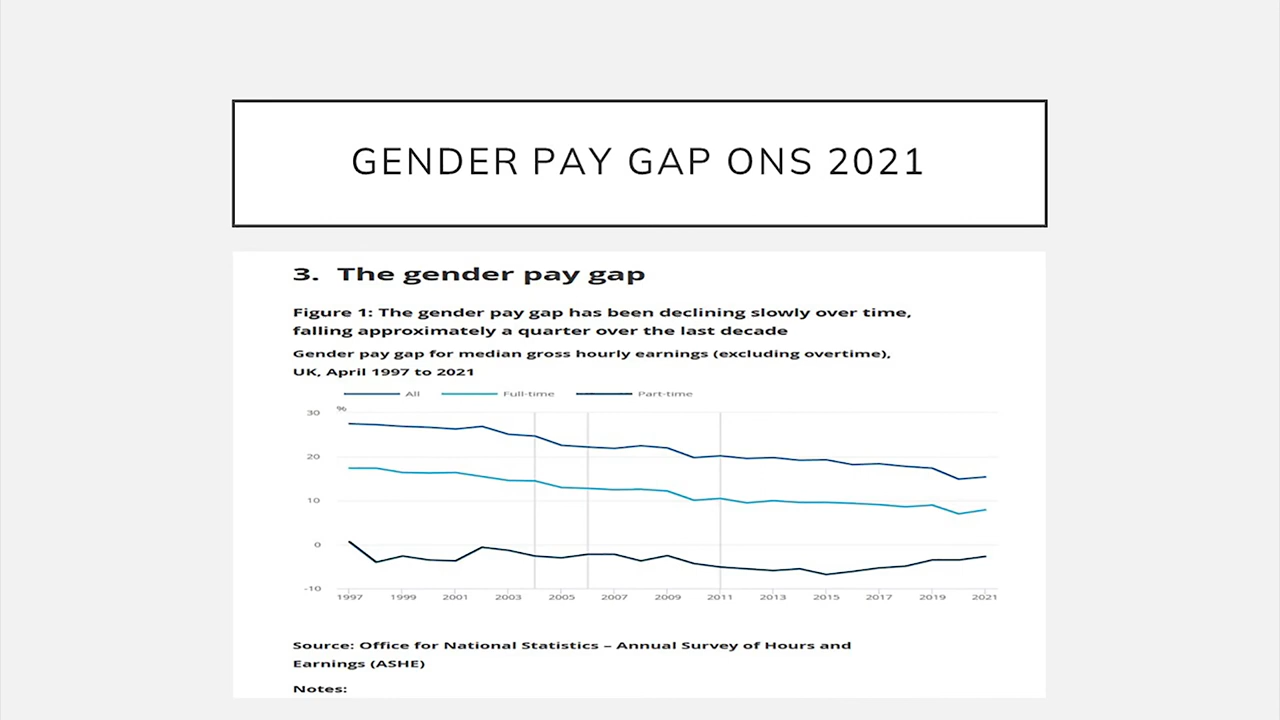 GENDER PAY GAP ONS 2021
3. The gender pay gap
Figure 1: The gender pay gap has been declining slowly over time,
falling approximately a quarter over the last decade
Gender pay gap for median gross hourly earnings (excluding overtime),
UK, April 1997 to 2021
All Full-time Part-time
%
30
20
10
0
-10
1997 1999 2001 2003 2005 2007 2009 2011 2013 2015 2017 2019 2021
Source: Office for National Statistics – Annual Survey of Hours and
Earnings (ASHE)
Notes: